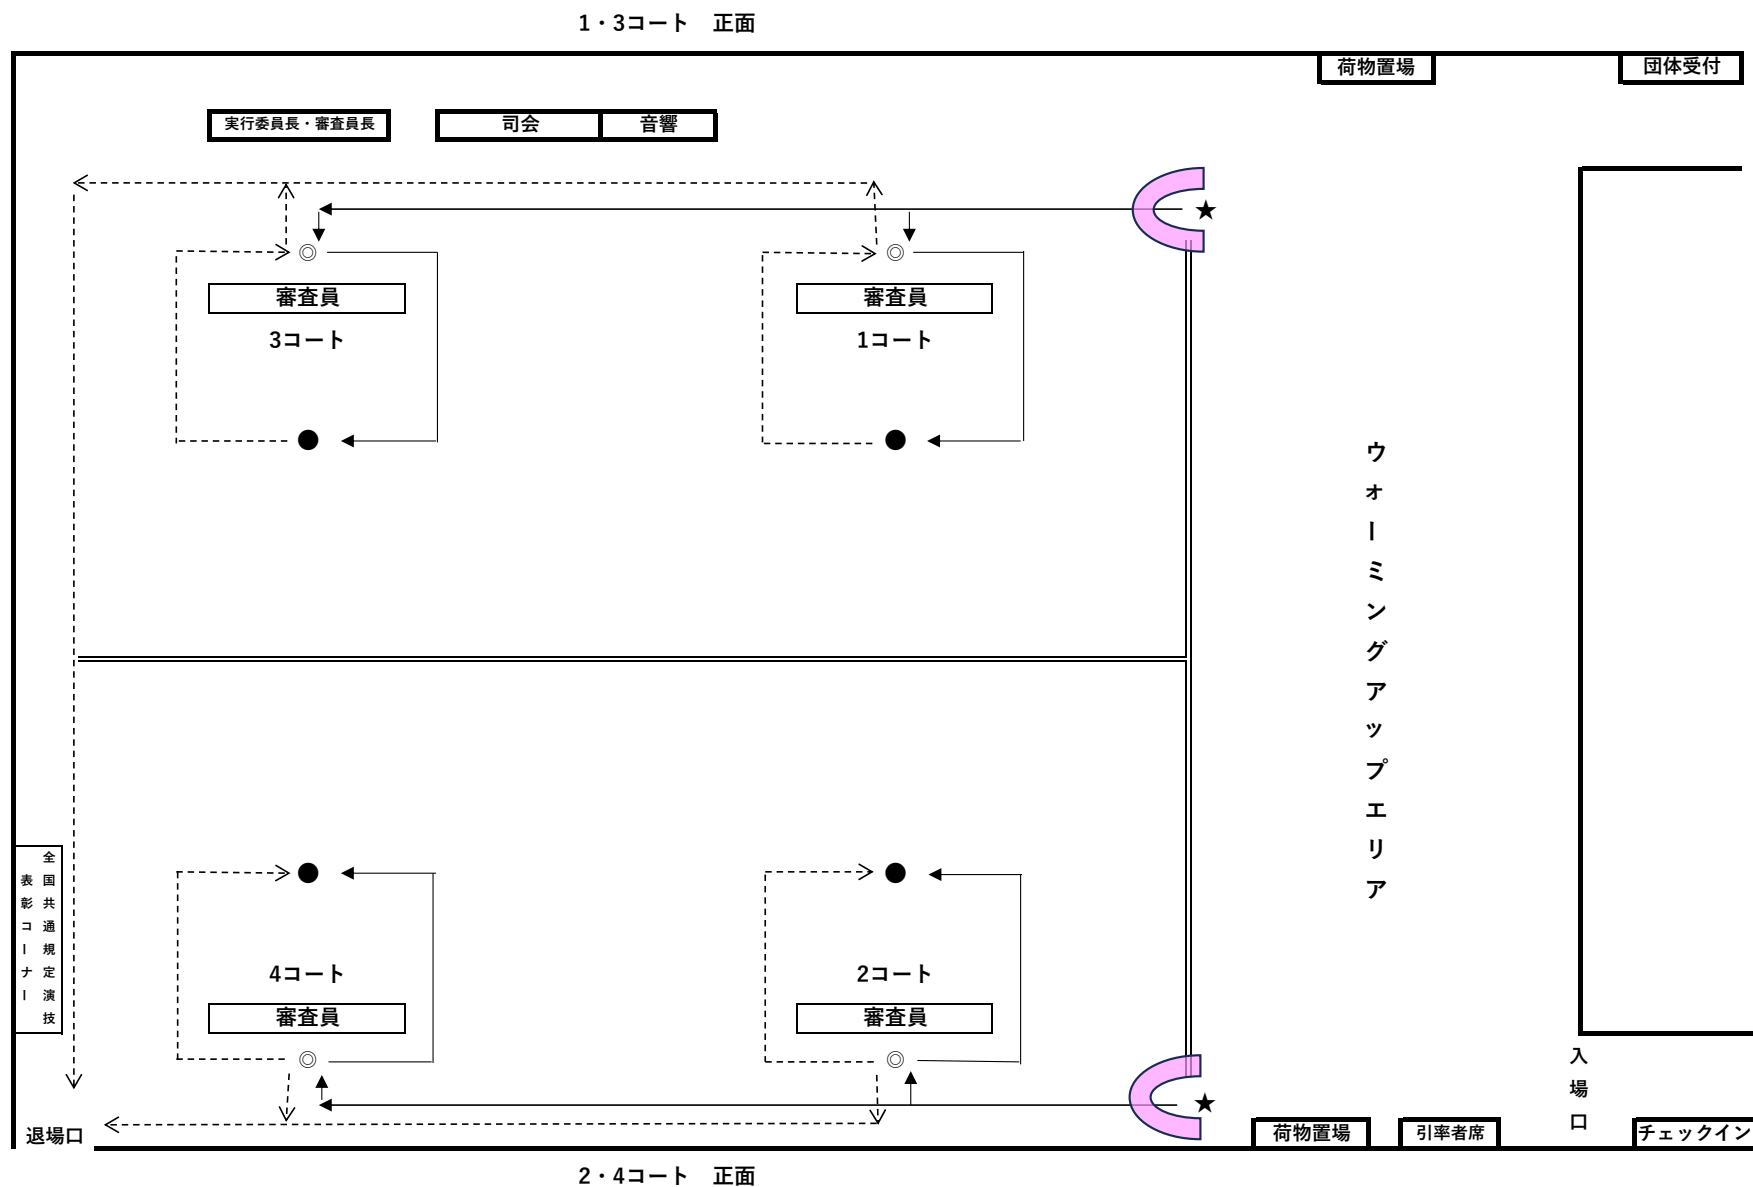 1・3コート　正面
荷物置場
団体受付
実行委員長・審査員長
司会
音響
★
◎
◎
審査員
審査員
3コート
1コート
●
●
ウォーミングアップエリア
全国共通規定演技
表彰コーナー
●
●
4コート
2コート
審査員
審査員
◎
◎
★
入場口
退場口
荷物置場
引率者席
チェックイン
2・4コート　正面